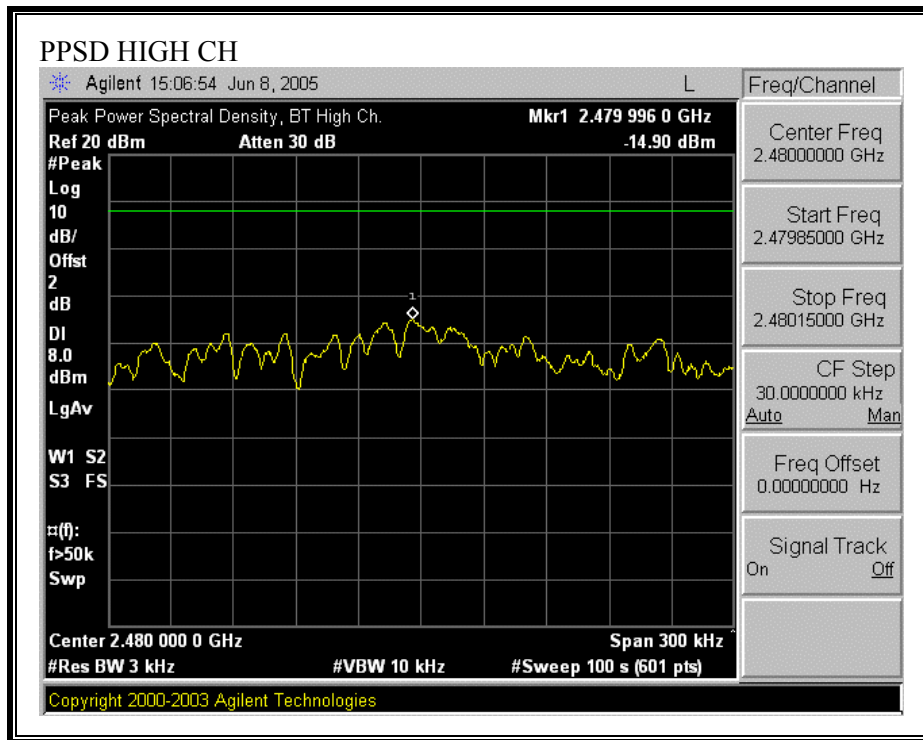 PPSD HIGH CH
Agilent 15:06:54 Jun 8, 2005 L
Peak Power Spectral Density, BT High Ch. Mkr1 2.479 996 0 GHz
Ref 20 dBm Atten 30 dB -14.90 dBm
#Peak
Log
10
dB/
Offst
2
dB
DI
8.0
dBm
LgAv
W1 S2
S3 FS
¤(f):
f>50k
Swp
1
Center 2.480 000 0 GHz Span 300 kHz ^
#Res BW 3 kHz #VBW 10 kHz #Sweep 100 s (601 pts)
Copyright 2000-2003 Agilent Technologies
Freq/Channel
Center Freq
2.48000000 GHz
Start Freq
2.47985000 GHz
Stop Freq
2.48015000 GHz
CF Step
30.0000000 kHz
Auto Man
Freq Offset
0.00000000 Hz
Signal Track
On Off